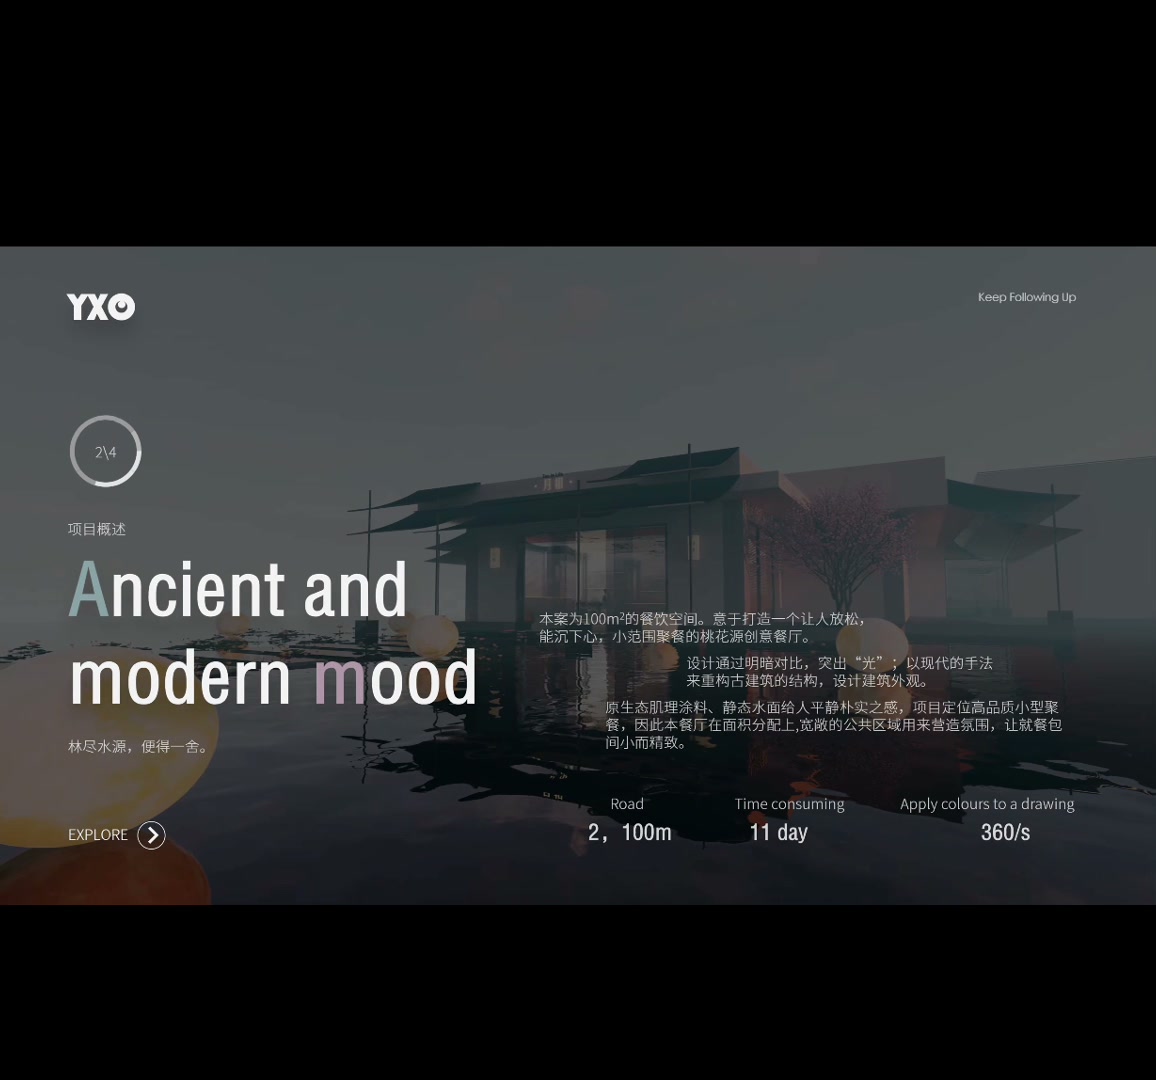 YXO
Keep Following Up
2\4
项目概述
Ancient and
modern mood
林尽水源，便得一舍。
EXPLORE
本案为100m²的餐饮空间。意于打造一个让人放松，
能沉下心，小范围聚餐的桃花源创意餐厅。
设计通过明暗对比，突出“光”；以现代的手法
来重构古建筑的结构，设计建筑外观。
原生态肌理涂料、静态水面给人平静朴实之感，项目定位高品质小型聚
餐，因此本餐厅在面积分配上,宽敞的公共区域用来营造氛围，让就餐包
间小而精致。
Road
2，100m
Time consuming
11 day
Apply colours to a drawing
360/s